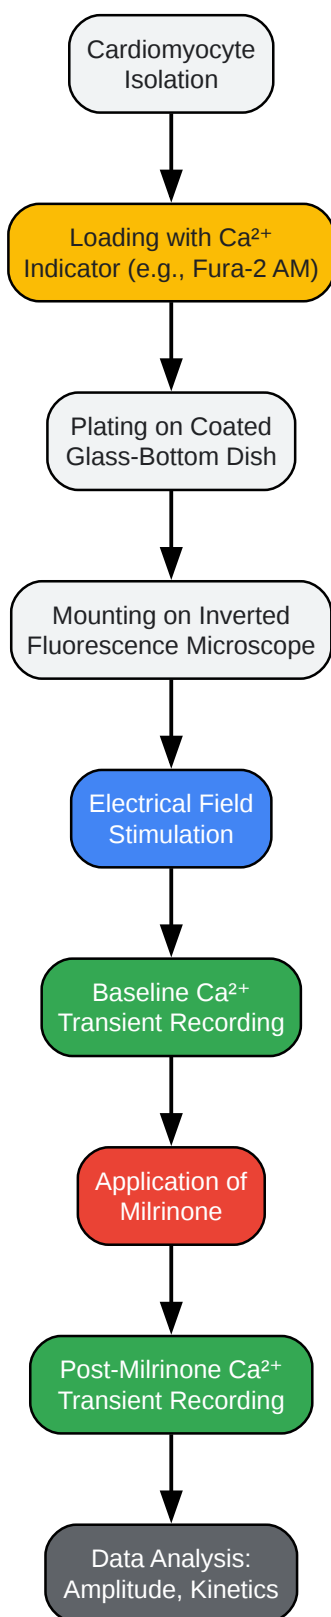 Cardiomyocyte
Isolation
Loading with Ca²⁺
Indicator (e.g., Fura-2 AM)
Plating on Coated
Glass-Bottom Dish
Mounting on Inverted
Fluorescence Microscope
Electrical Field
Stimulation
Baseline Ca²⁺
Transient Recording
Application of
Milrinone
Post-Milrinone Ca²⁺
Transient Recording
Data Analysis:
Amplitude, Kinetics